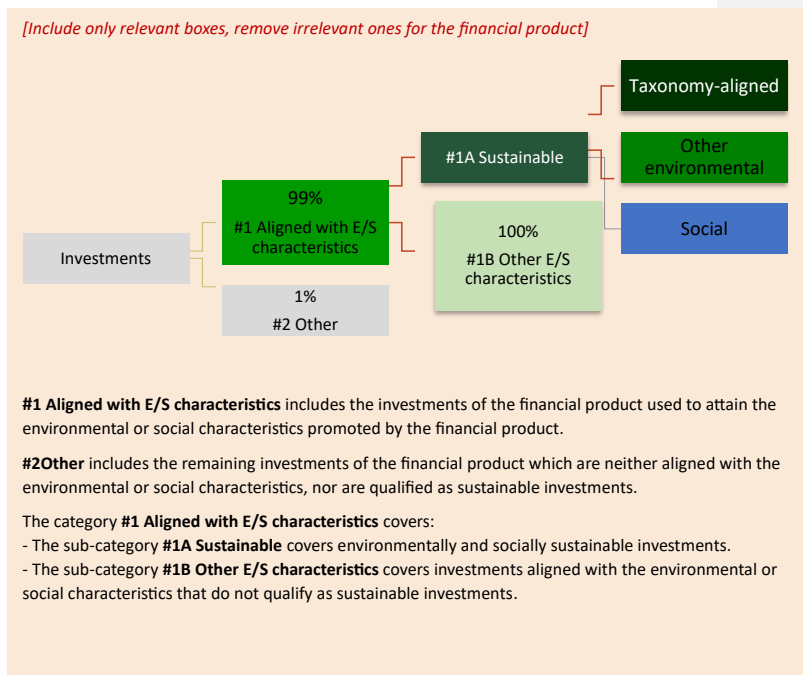 [Include only relevant boxes, remove irrelevant ones for the financial product]
Taxonomy-aligned
#1A Sustainable
Other
environmental
99%
#1 Aligned with E/S
characteristics
100%
#1B Other E/S
characteristics
Social
Investments
1%
#2 Other
#1 Aligned with E/S characteristics includes the investments of the financial product used to attain the
environmental or social characteristics promoted by the financial product.
#2Other includes the remaining investments of the financial product which are neither aligned with the
environmental or social characteristics, nor are qualified as sustainable investments.
The category #1 Aligned with E/S characteristics covers:
- The sub-category #1A Sustainable covers environmentally and socially sustainable investments.
- The sub-category #1B Other E/S characteristics covers investments aligned with the environmental or
social characteristics that do not qualify as sustainable investments.